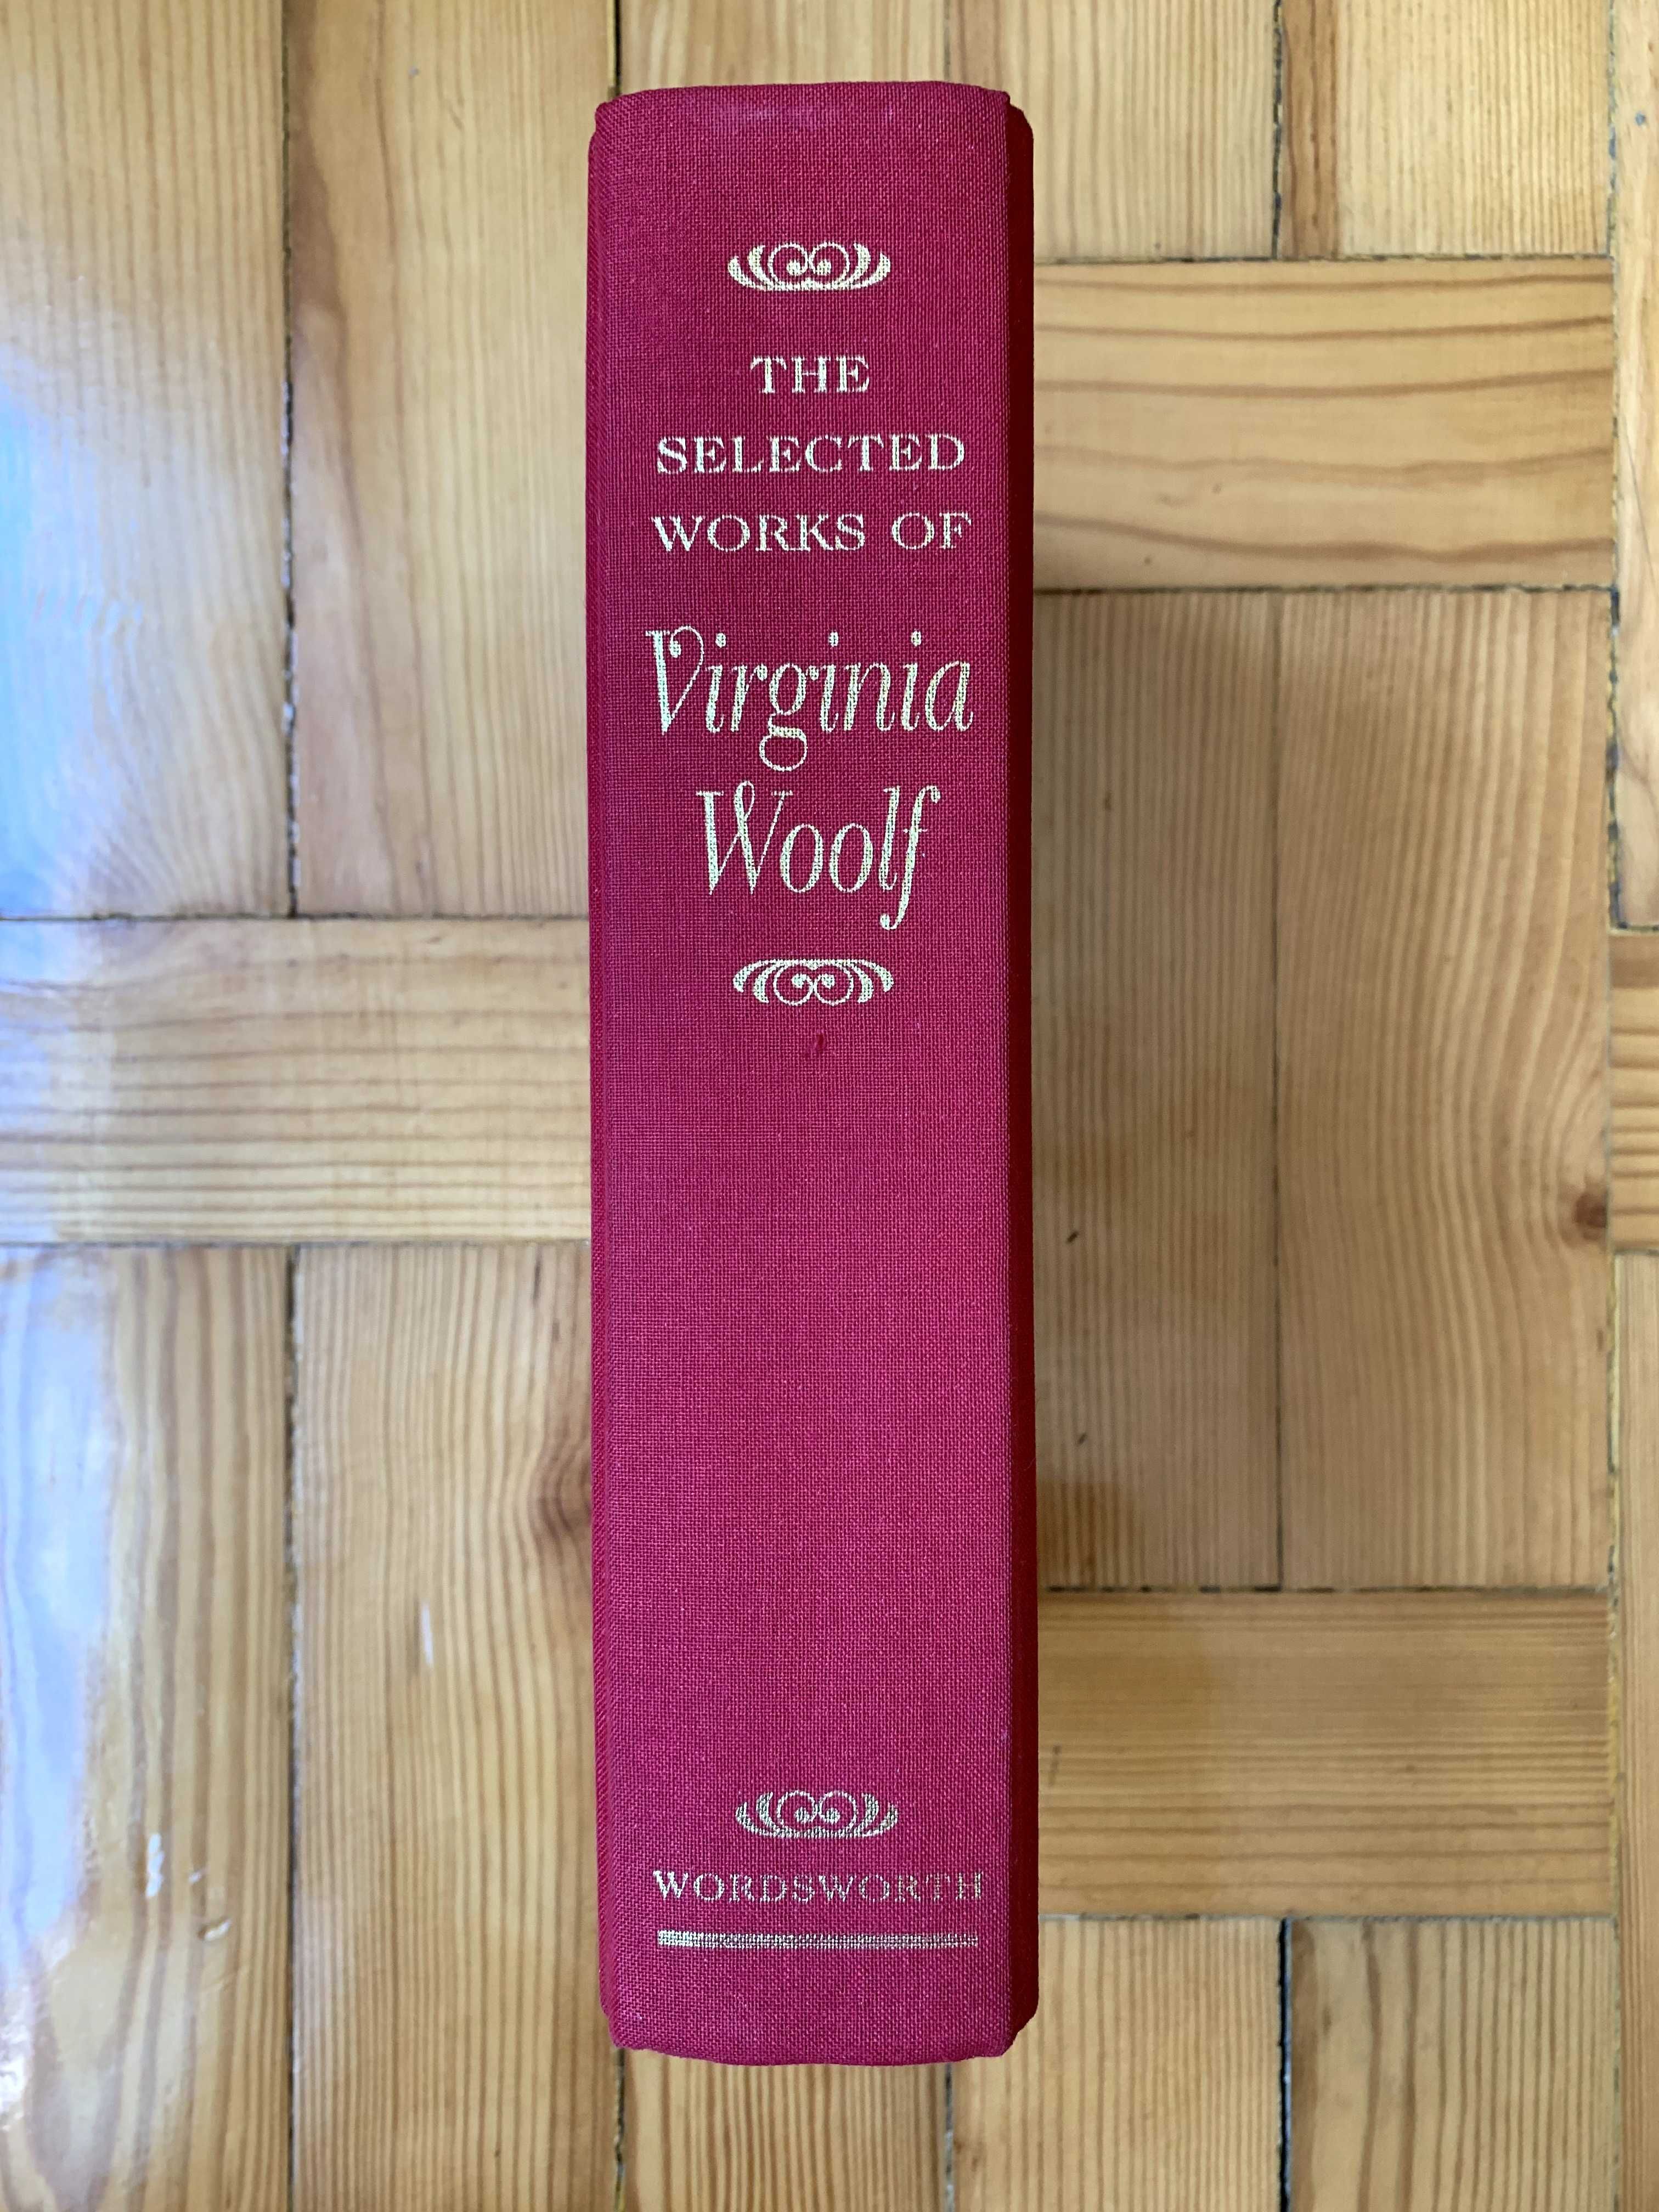 THE
SELECTED
WORKS OF
Virginia
Woolf
WORDSWORTH